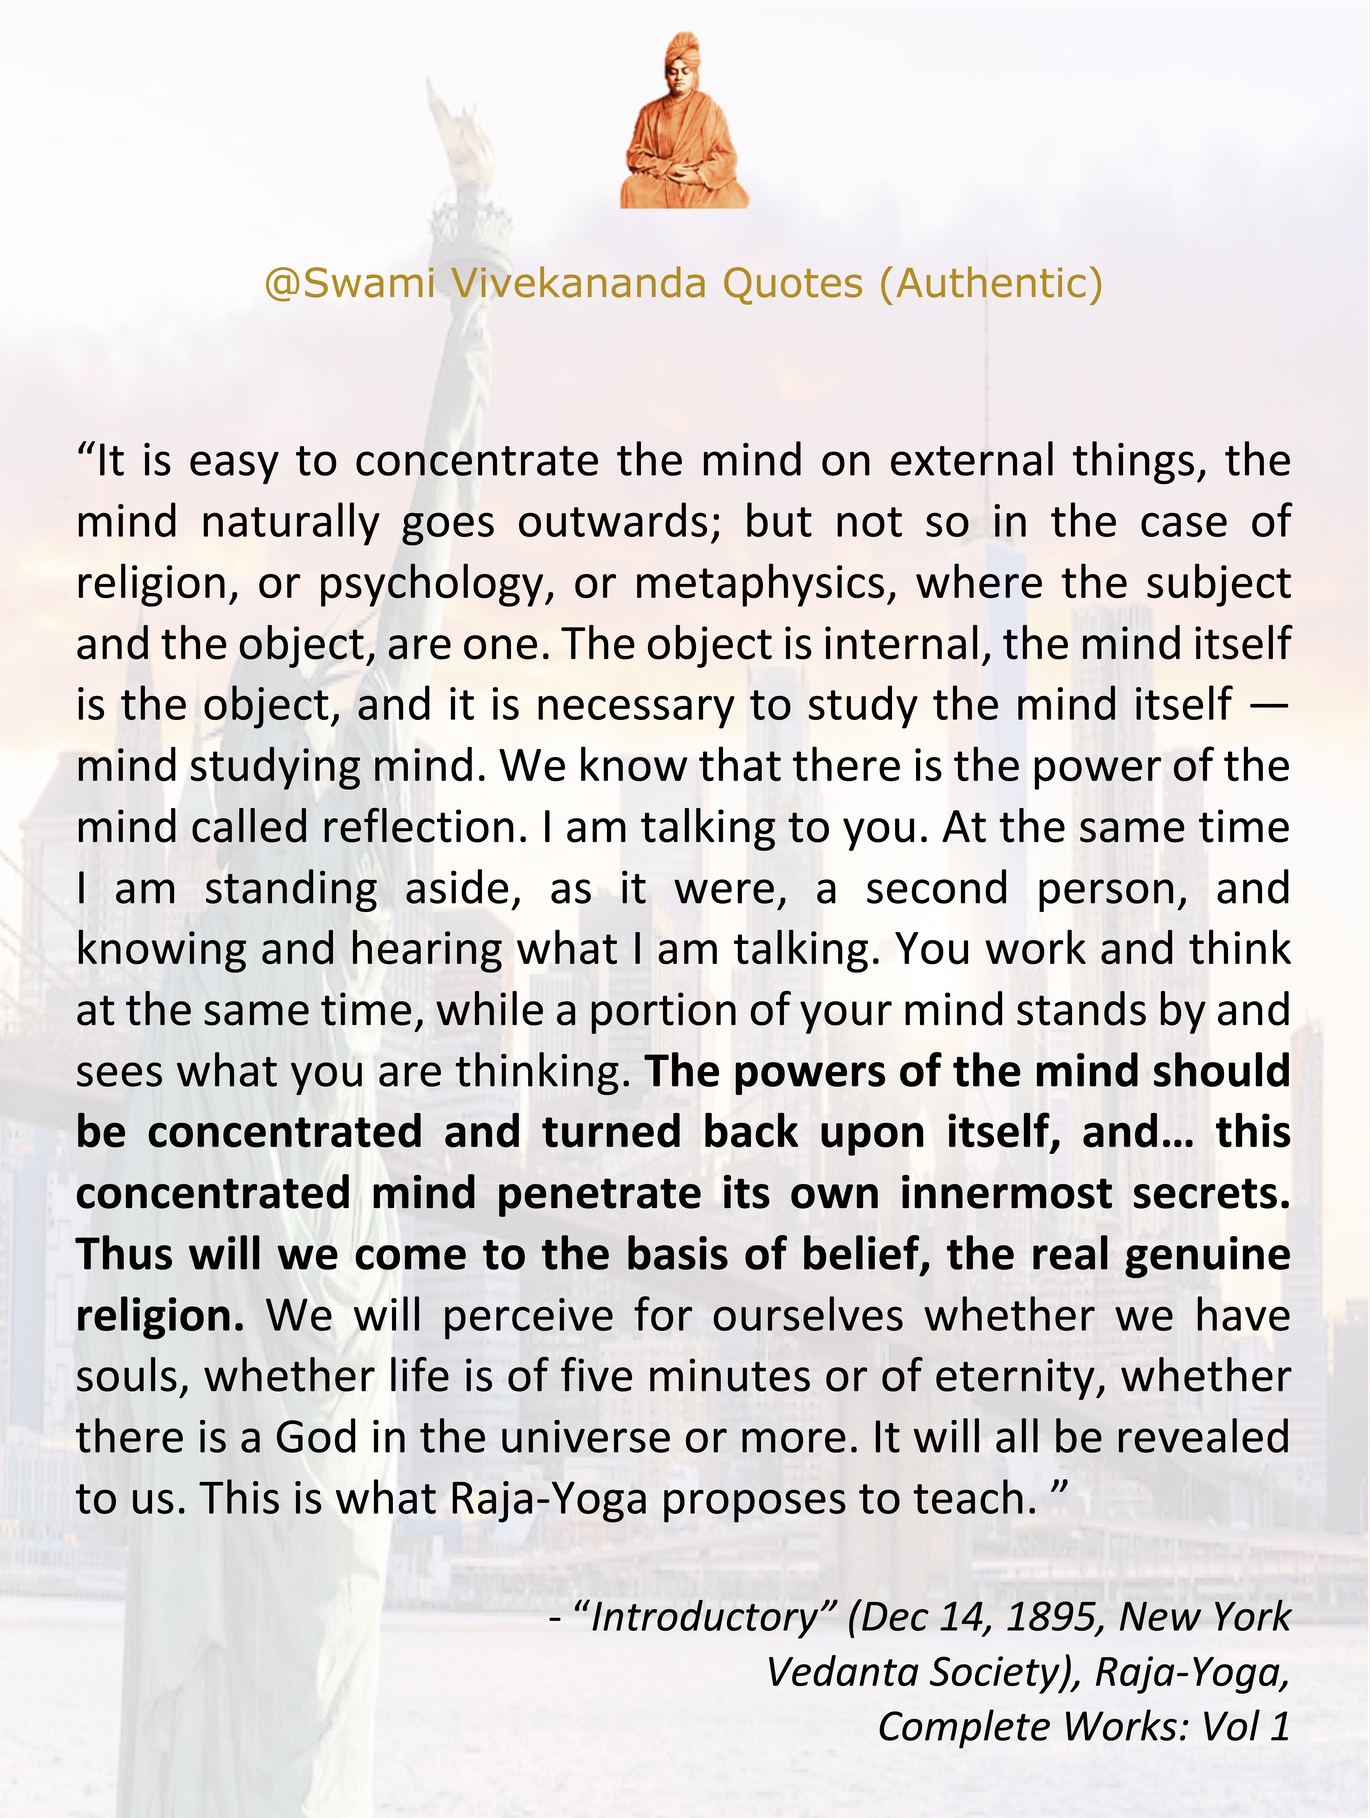 @Swami Vivekananda Quotes (Authentic)
“It is easy to concentrate the mind on external things, the
mind naturally goes outwards; but not so in the case of
religion, or psychology, or metaphysics, where the subject
and the object, are one. The object is internal, the mind itself
is the object, and it is necessary to study the mind itself —
mind studying mind. We know that there is the power of the
mind called reflection. I am talking to you. At the same time
I am standing aside, as it were, a second person, and
knowing and hearing what I am talking. You work and think
at the same time, while a portion of your mind stands by and
sees what you are thinking. The powers of the mind should
be concentrated and turned back upon itself, and… this
concentrated mind penetrate its own innermost secrets.
Thus will we come to the basis of belief, the real genuine
religion. We will perceive for ourselves whether we have
souls, whether life is of five minutes or of eternity, whether
there is a God in the universe or more. It will all be revealed
to us. This is what Raja-Yoga proposes to teach. ”
- “Introductory” (Dec 14, 1895, New York
Vedanta Society), Raja-Yoga,
Complete Works: Vol 1